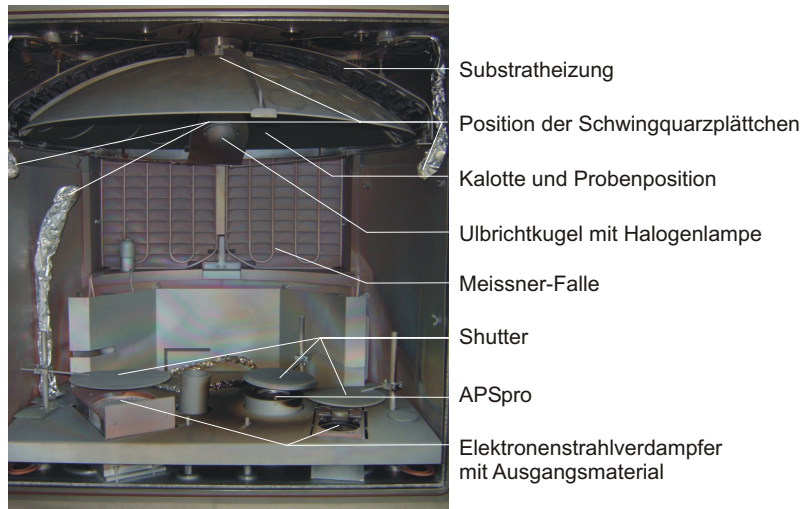 Substratheizung
Position der Schwingquarzplättchen
Kalotte und Probenposition
Ulbrichtkugel mit Halogenlampe
Meissner-Falle
Shutter
APSpro
Elektronenstrahlverdampfer
mit Ausgangsmaterial